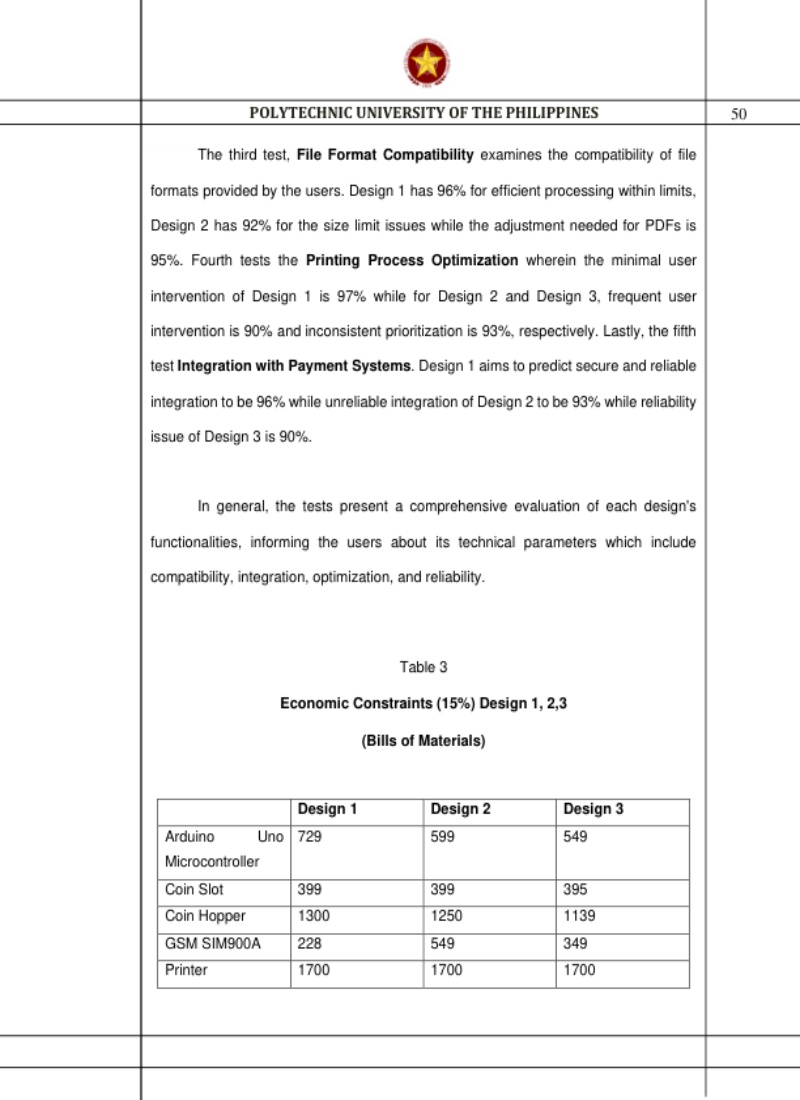 POLYTECHNIC UNIVERSITY OF THE PHILIPPINES 50
The third test, File Format Compatibility examines the compatibility of file
formats provided by the users. Design 1 has 96% for efficient processing within limits,
Design 2 has 92% for the size limit issues while the adjustment needed for PDFs is
95%. Fourth tests the Printing Process Optimization wherein the minimal user
intervention of Design 1 is 97% while for Design 2 and Design 3, frequent user
intervention is 90% and inconsistent prioritization is 93%, respectively. Lastly, the fifth
test Integration with Payment Systems. Design 1 aims to predict secure and reliable
integration to be 96% while unreliable integration of Design 2 to be 93% while reliability
issue of Design 3 is 90%.
In general, the tests present a comprehensive evaluation of each design's
functionalities, informing the users about its technical parameters which include
compatibility, integration, optimization, and reliability.
Table 3
Economic Constraints (15%) Design 1, 2,3
(Bills of Materials)
Design 1 Design 2 Design 3
Arduino Uno 729 599 549
Microcontroller
Coin Slot 399 399 395
Coin Hopper 1300 1250 1139
GSM SIM900A 228 549 349
Printer 1700 1700 1700